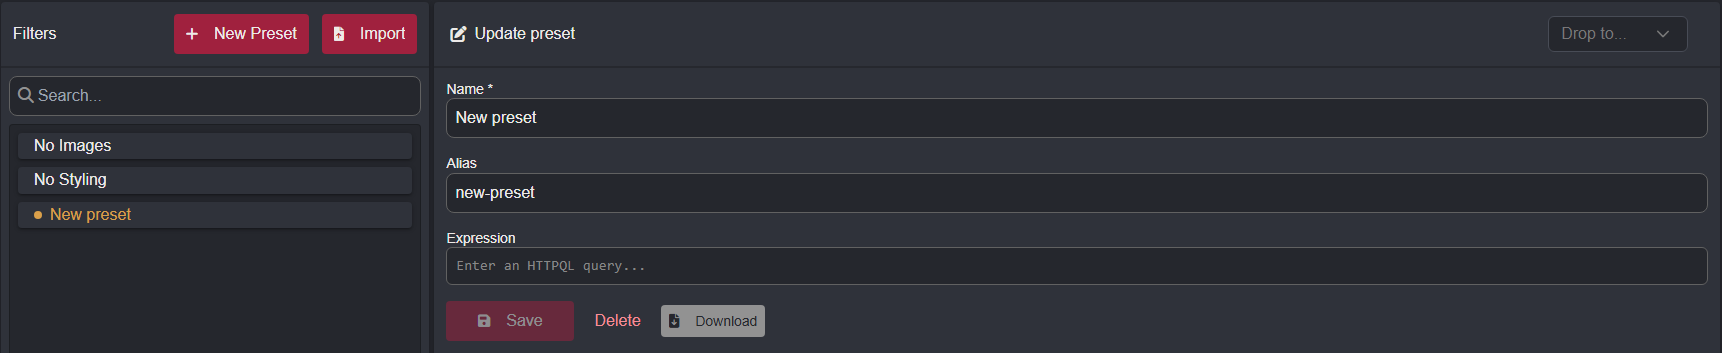 Filters
New Preset
Import
Search...
No Images
No Styling
New preset
Update preset
Drop to...
Name *
New preset
Alias
new-preset
Expression
Enter an HTTPQL query...
Save
Delete
Download